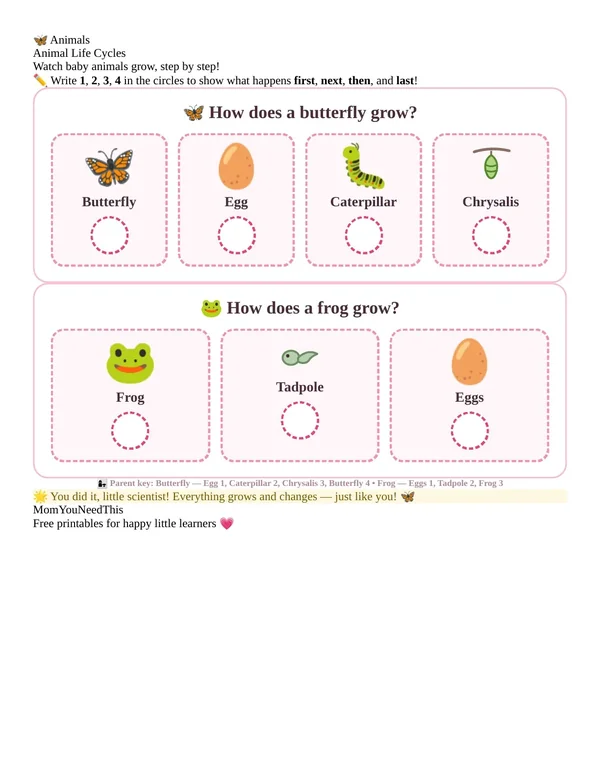 🦋 Animals
Animal Life Cycles
Watch baby animals grow, step by step!
✏️ Write 1, 2, 3, 4 in the circles to show what happens first, next, then, and last!
🦋 How does a butterfly grow?
Butterfly
Egg
Caterpillar
Chrysalis
🐸 How does a frog grow?
Frog
Tadpole
Eggs
👩‍👧 Parent key: Butterfly — Egg 1, Caterpillar 2, Chrysalis 3, Butterfly 4 • Frog — Eggs 1, Tadpole 2, Frog 3
🌟 You did it, little scientist! Everything grows and changes — just like you! 🦋
MomYouNeedThis
Free printables for happy little learners 💗